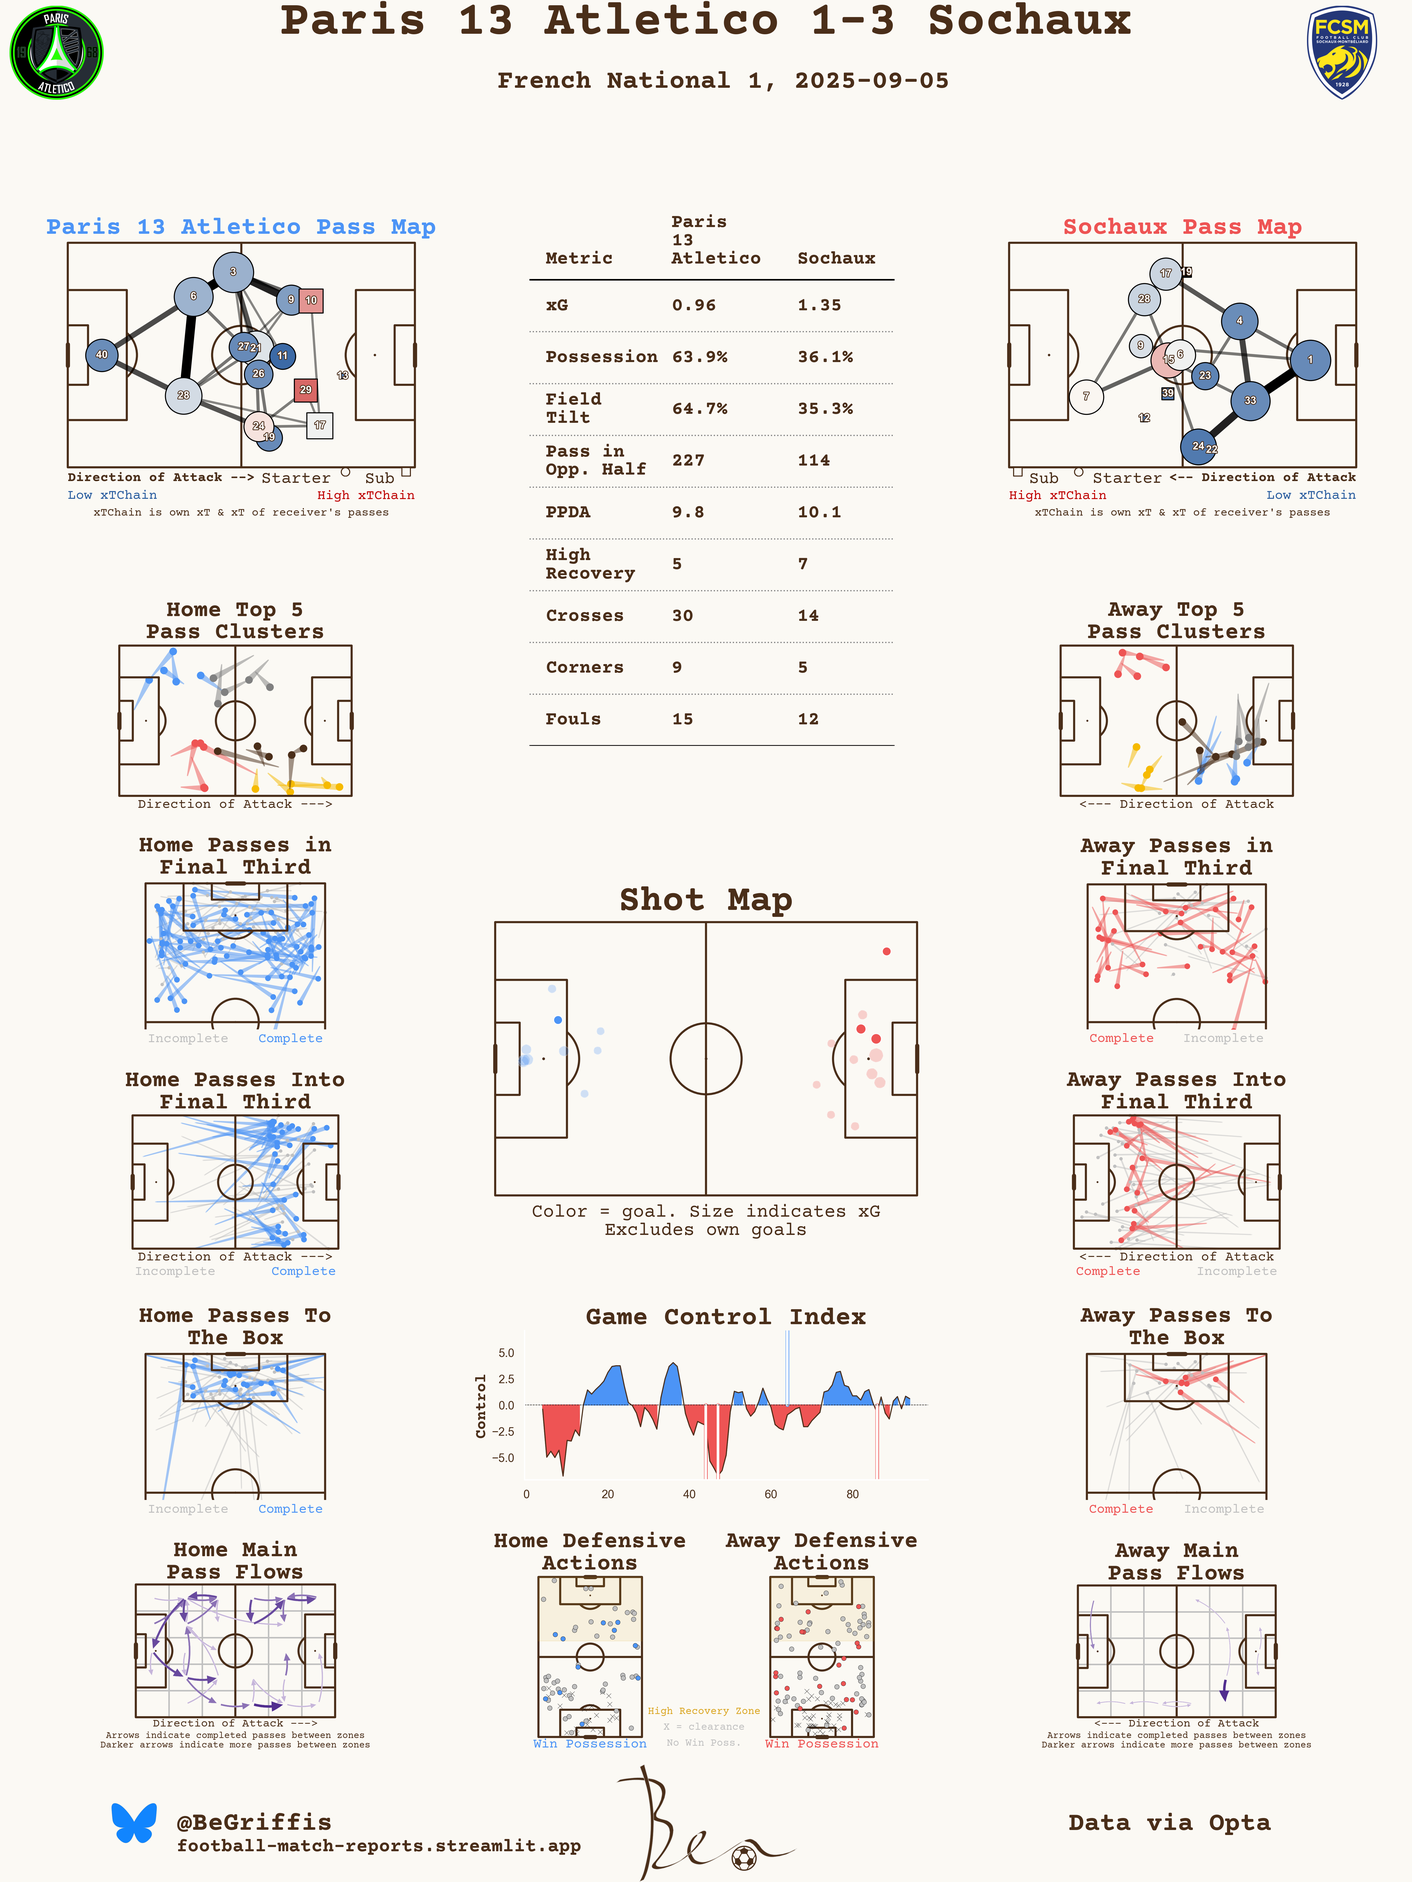 Paris 13 Atletico 1-3 Sochaux
French National 1, 2025-09-05
PARIS
19 68
ATLETICO
FCSM
FOOTBALL CLUB
SOCHAUX-MONTBÉLIARD
1928
Paris 13 Atletico Pass Map
3
6
9
10
40
27
21
11
26
13
29
28
24
19
17
Direction of Attack --> Starter Sub
Low xTChain High xTChain
xTChain is own xT & xT of receiver's passes
Paris
13
Metric Atletico Sochaux
xG 0.96 1.35
Possession 63.9% 36.1%
Field
Tilt 64.7% 35.3%
Pass in
Opp. Half 227 114
PPDA 9.8 10.1
High
Recovery 5 7
Crosses 30 14
Corners 9 5
Fouls 15 12
Sochaux Pass Map
17
19
28
4
9
15
6
1
23
7
39
33
12
24
22
Sub Starter <-- Direction of Attack
High xTChain Low xTChain
xTChain is own xT & xT of receiver's passes
Home Top 5
Pass Clusters
Direction of Attack --->
Away Top 5
Pass Clusters
<--- Direction of Attack
Home Passes in
Final Third
Incomplete Complete
Away Passes in
Final Third
Complete Incomplete
Shot Map
Color = goal. Size indicates xG
Excludes own goals
Home Passes Into
Final Third
Direction of Attack --->
Incomplete Complete
Away Passes Into
Final Third
<--- Direction of Attack
Complete Incomplete
Home Passes To
The Box
Incomplete Complete
Game Control Index
Control
5.0
2.5
0.0
−2.5
−5.0
0 20 40 60 80
Away Passes To
The Box
Complete Incomplete
Home Main
Pass Flows
Direction of Attack --->
Arrows indicate completed passes between zones
Darker arrows indicate more passes between zones
Home Defensive
Actions
Win Possession
Away Defensive
Actions
Win Possession
High Recovery Zone
X = clearance
No Win Poss.
Away Main
Pass Flows
<--- Direction of Attack
Arrows indicate completed passes between zones
Darker arrows indicate more passes between zones
@BeGriffis
football-match-reports.streamlit.app
Ben
Data via Opta